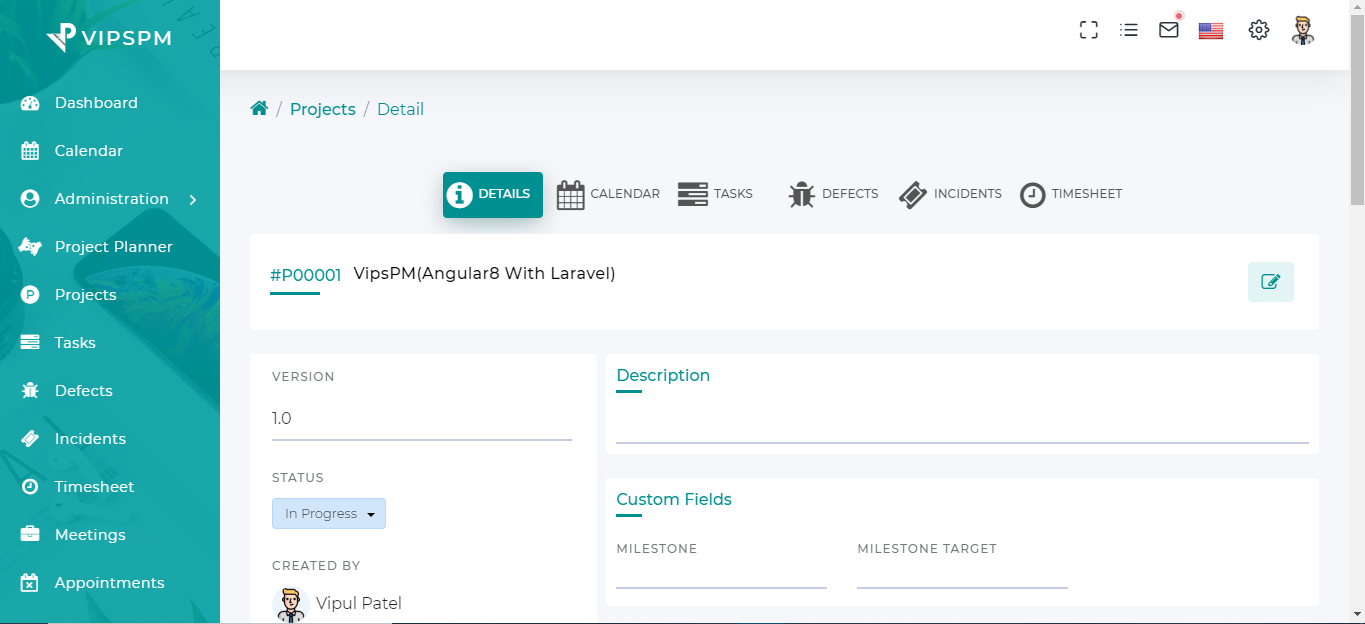 VIPSPM
Dashboard
Calendar
Administration
Project Planner
Projects
Tasks
Defects
Incidents
Timesheet
Meetings
Appointments
/ Projects / Detail
DETAILS CALENDAR TASKS DEFECTS INCIDENTS TIMESHEET
#P00001 VipsPM(Angular8 With Laravel)
VERSION
1.0
STATUS
In Progress
CREATED BY
Vipul Patel
Description
Custom Fields
MILESTONE MILESTONE TARGET